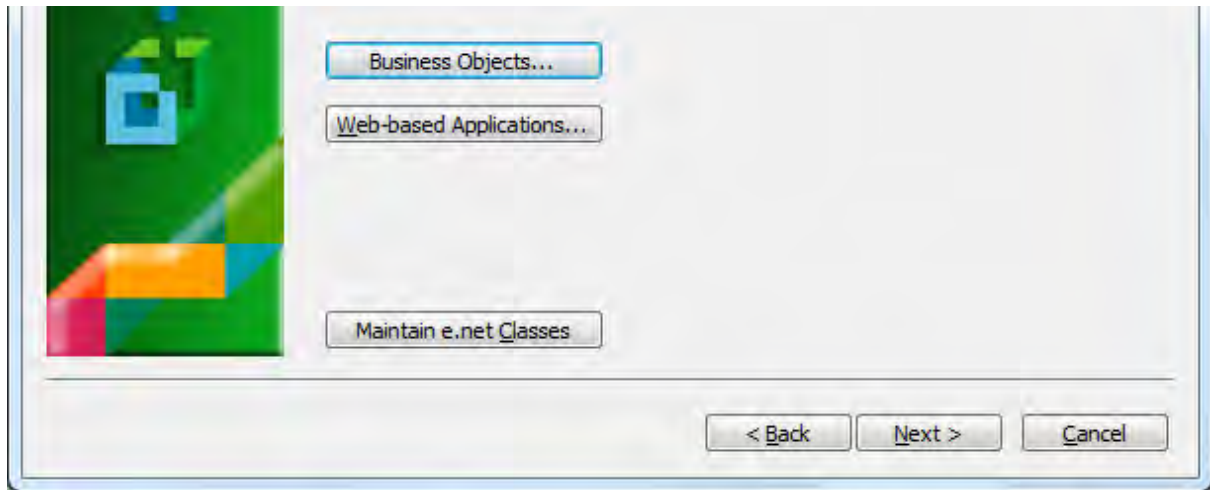 Business Objects...
Web-based Applications...
Maintain e.net Classes
< Back Next > Cancel